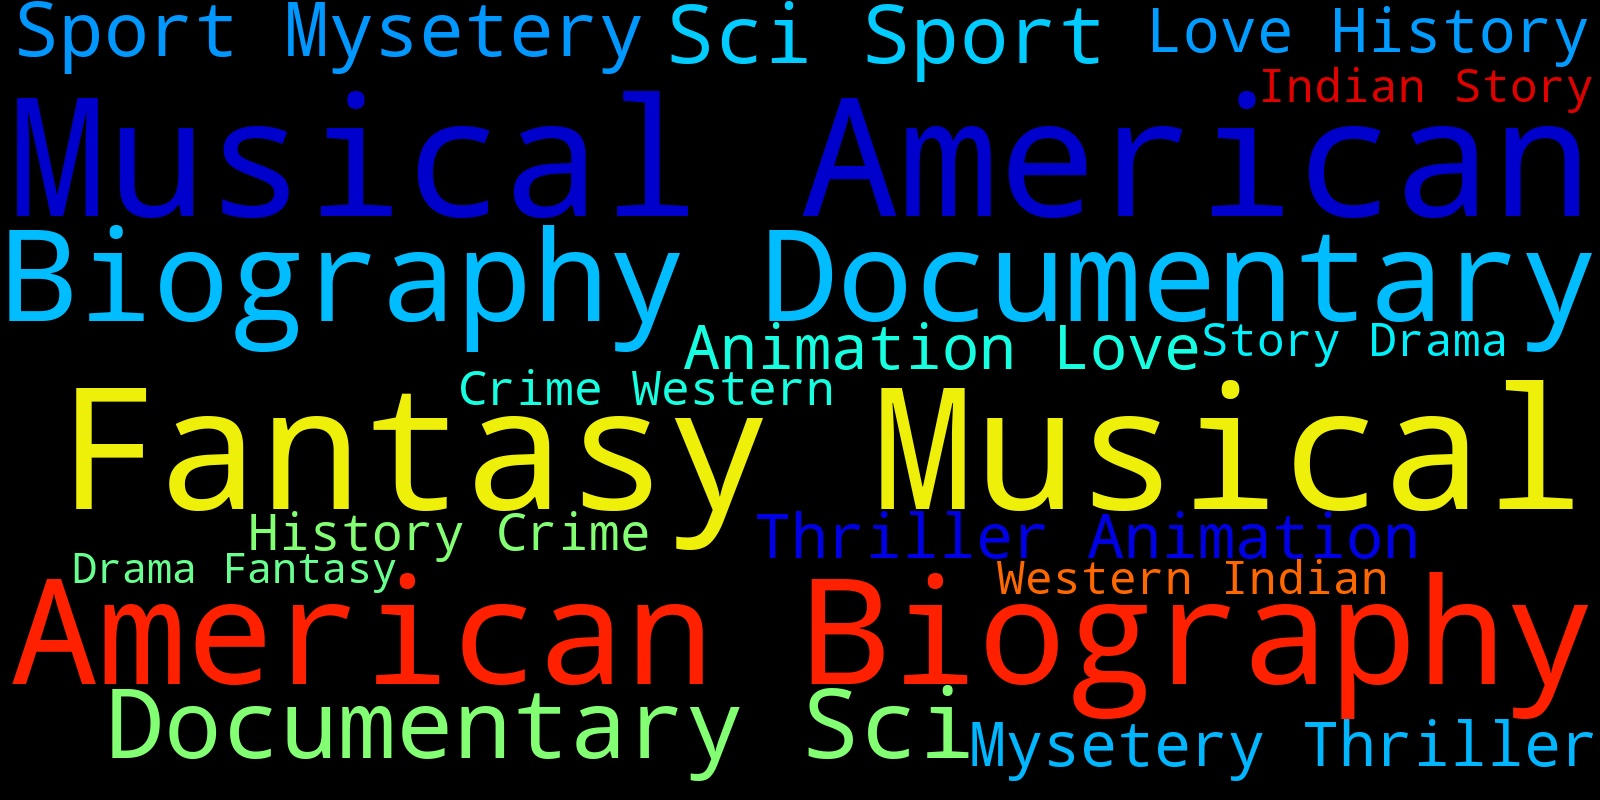 Sport Mysetery
Sci Sport
Love History
Indian Story
Musical American
Biography Documentary
Animation Love
Story Drama
Crime Western
Fantasy Musical
History Crime
Thriller Animation
Drama Fantasy
Western Indian
American Biography
Documentary Sci
Mysetery Thriller